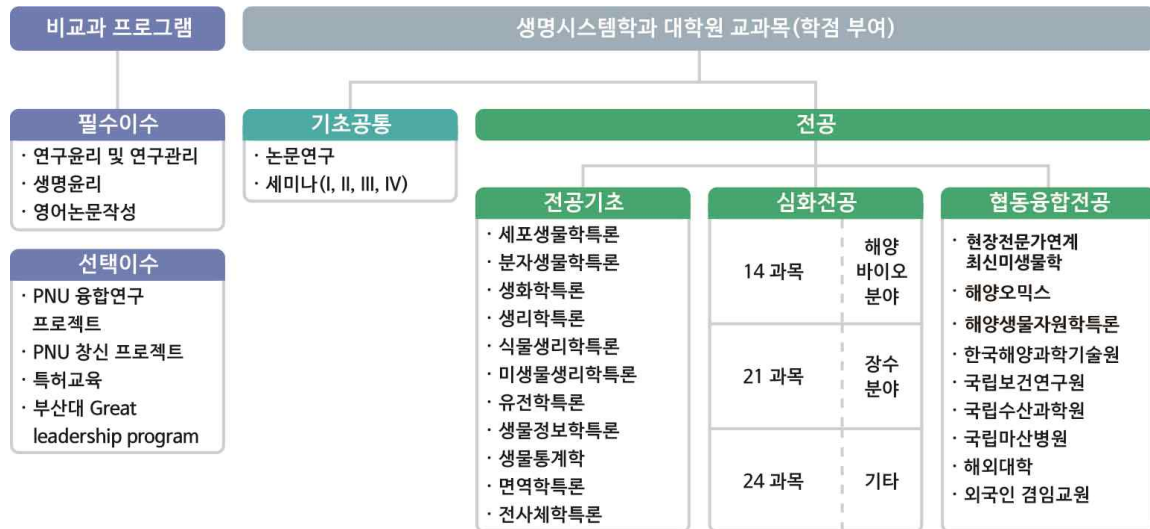 비교과 프로그램
생명시스템학과 대학원 교과목(학점 부여)
필수이수
· 연구윤리 및 연구관리
· 생명윤리
· 영어논문작성
선택이수
· PNU 융합연구
프로젝트
· PNU 창신 프로젝트
· 특허교육
· 부산대 Great
leadership program
기초공통
· 논문연구
· 세미나(I, II, III, IV)
전공
전공기초
· 세포생물학특론
· 분자생물학특론
· 생화학특론
· 생리학특론
· 식물생리학특론
· 미생물생리학특론
· 유전학특론
· 생물정보학특론
· 생물통계학
· 면역학특론
· 전사체학특론
심화전공
14 과목
해양
바이오
분야
21 과목
장수
분야
24 과목
기타
협동융합전공
· 현장전문가연계
최신미생물학
· 해양오믹스
· 해양생물자원학특론
· 한국해양과학기술원
· 국립보건연구원
· 국립수산과학원
· 국립마산병원
· 해외대학
· 외국인 겸임교원